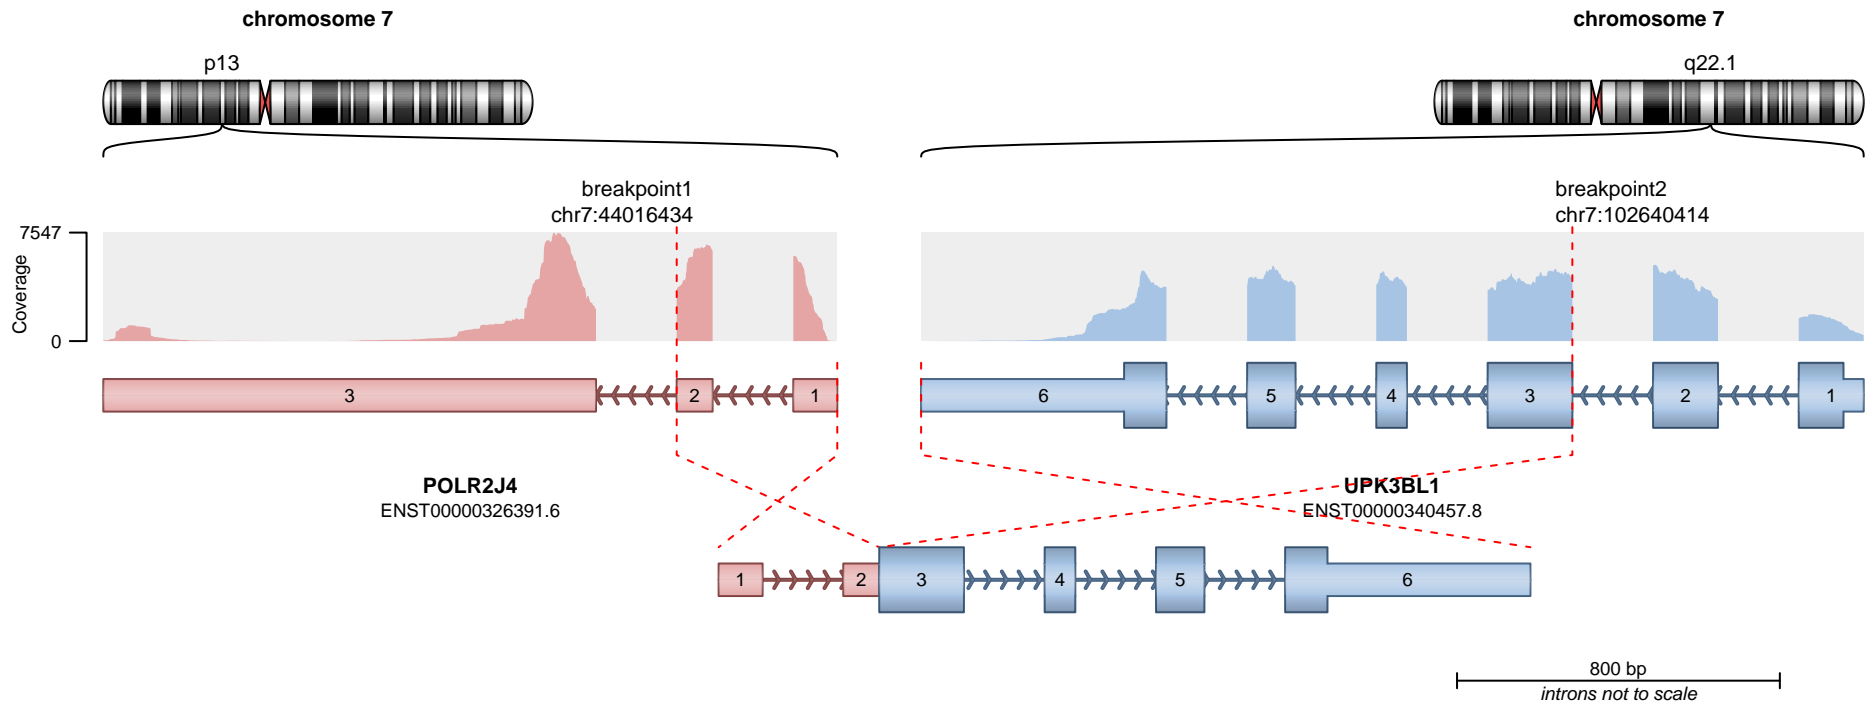 chromosome 7
chromosome 7
p13
q22.1
breakpoint1
chr7:44016434
breakpoint2
chr7:102640414
7547
Coverage
0
3
2
1
6
5
4
3
2
1
POLR2J4
ENST00000326391.6
UPK3BL1
ENST00000340457.8
1
2
3
4
5
6
800 bp
introns not to scale